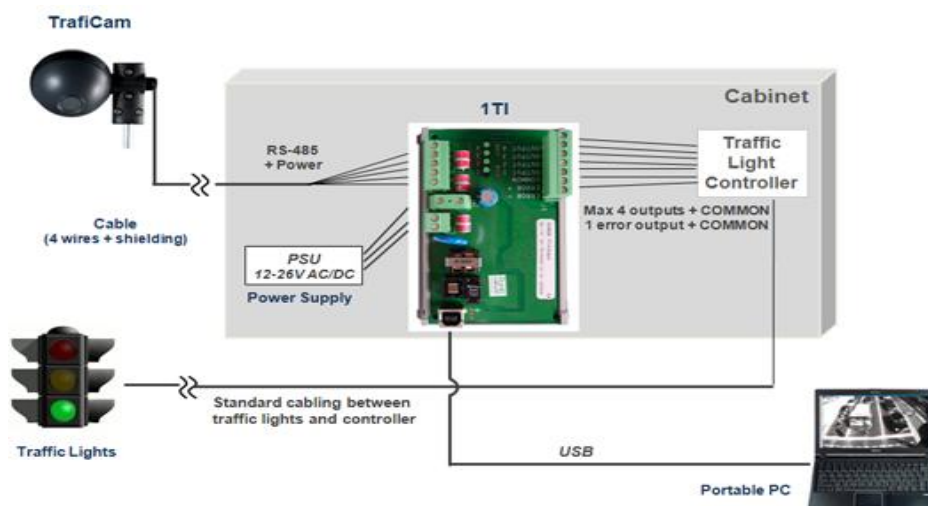 TrafiCam
Cabinet
1TI
RS-485
+ Power
Traffic
Light
Controller
Cable
(4 wires + shielding)
Max 4 outputs + COMMON
1 error output + COMMON
PSU
12-26V AC/DC
Power Supply
Standard cabling between
traffic lights and controller
Traffic Lights
USB
Portable PC